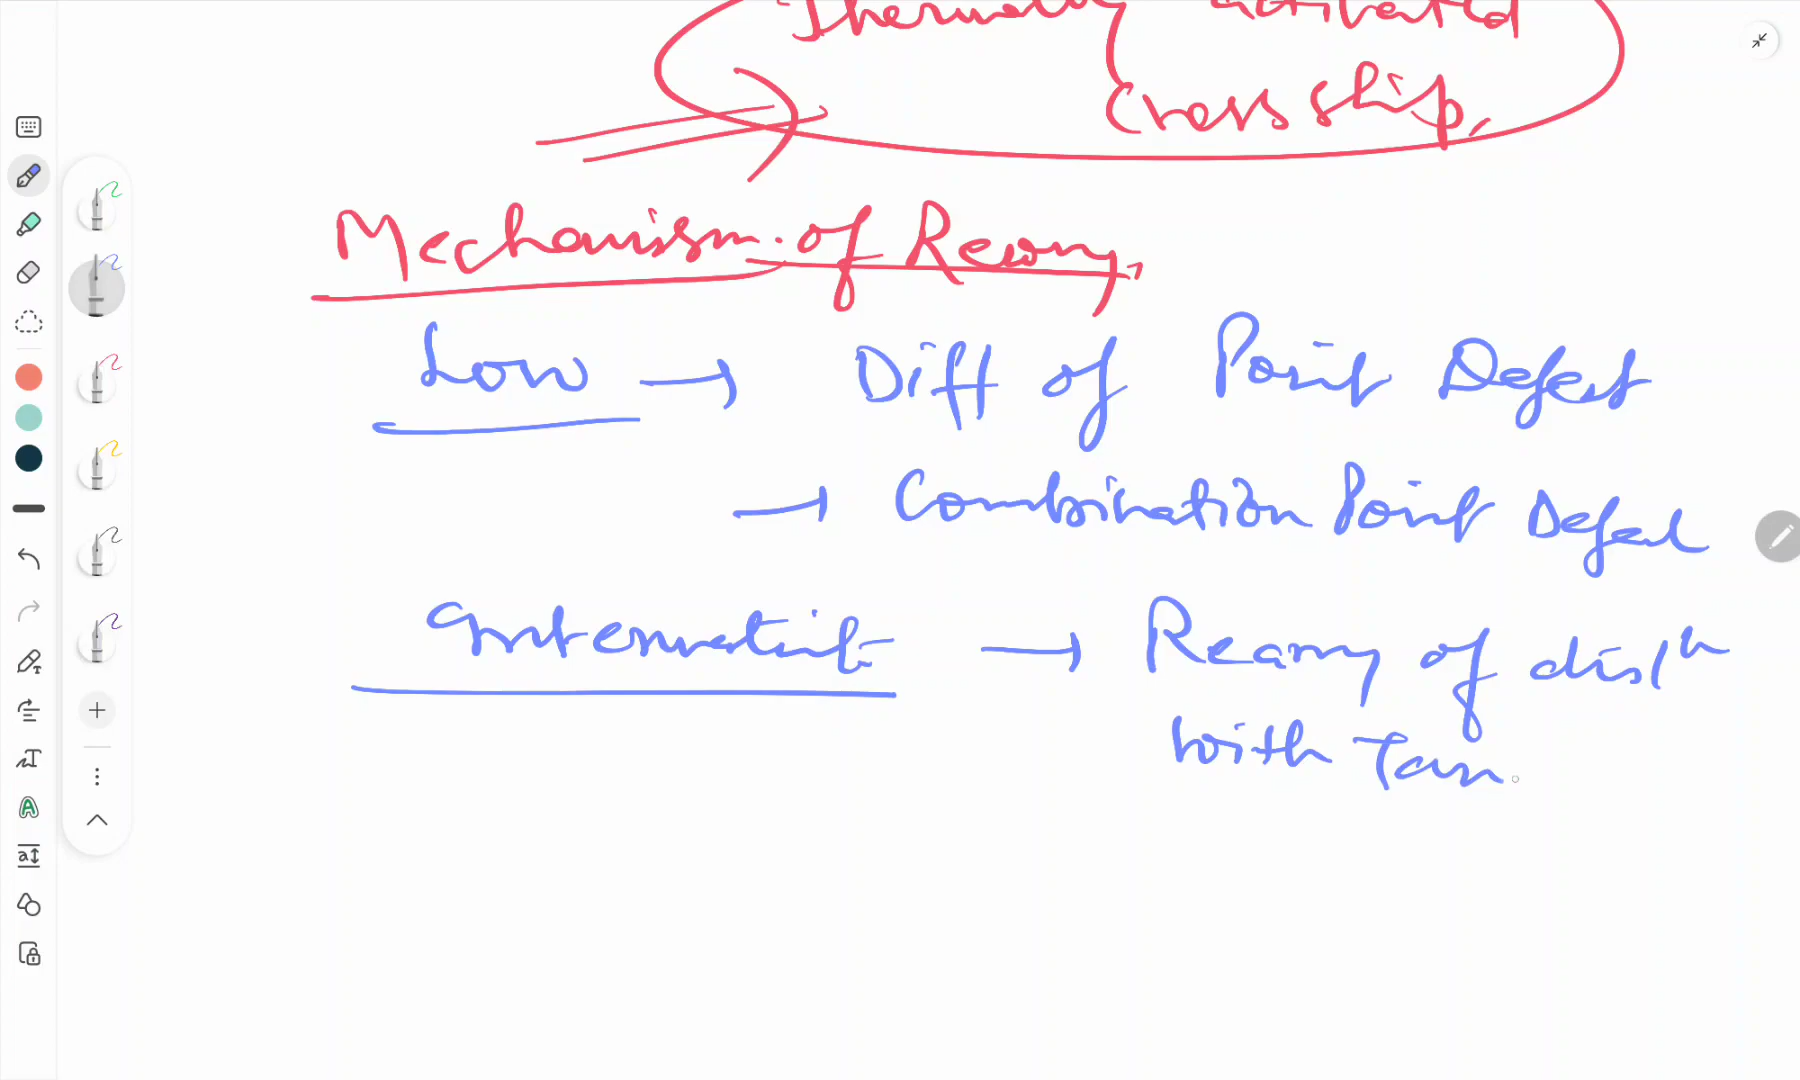 Thermally activated
Cross slip,
Mechanism of Recovery,
Low → Diff of Point Defect
→ Combination Point Defect
Intermediate → Rearry of disl^n
with Tan